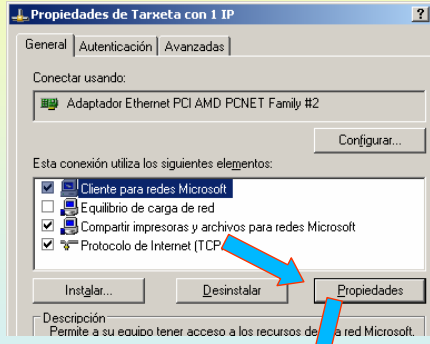 Propiedades de Tarxeta con 1 IP ?
General Autenticación Avanzadas
Conectar usando:
Adaptador Ethernet PCI AMD PCNET Family #2
Configurar...
Esta conexión utiliza los siguientes elementos:
Cliente para redes Microsoft
Equilibrio de carga de red
Compartir impresoras y archivos para redes Microsoft
Protocolo de Internet (TCP
Instalar... Desinstalar Propiedades
Descripción
Permite a su equipo tener acceso a los recursos de red Microsoft.